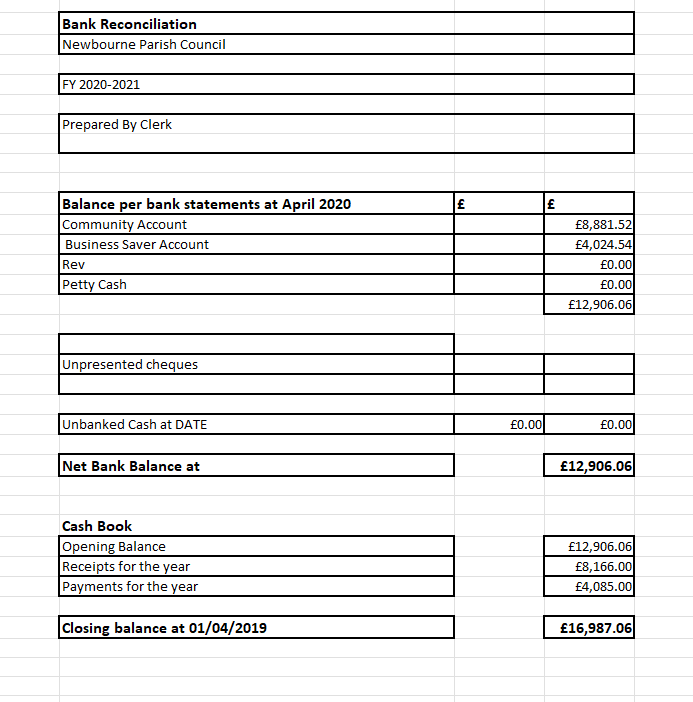 Bank Reconciliation
Newbourne Parish Council
FY 2020-2021
Prepared By Clerk
Balance per bank statements at April 2020 £ £
Community Account £8,881.52
Business Saver Account £4,024.54
Rev £0.00
Petty Cash £0.00
£12,906.06
Unpresented cheques
Unbanked Cash at DATE £0.00 £0.00
Net Bank Balance at £12,906.06
Cash Book
Opening Balance £12,906.06
Receipts for the year £8,166.00
Payments for the year £4,085.00
Closing balance at 01/04/2019 £16,987.06